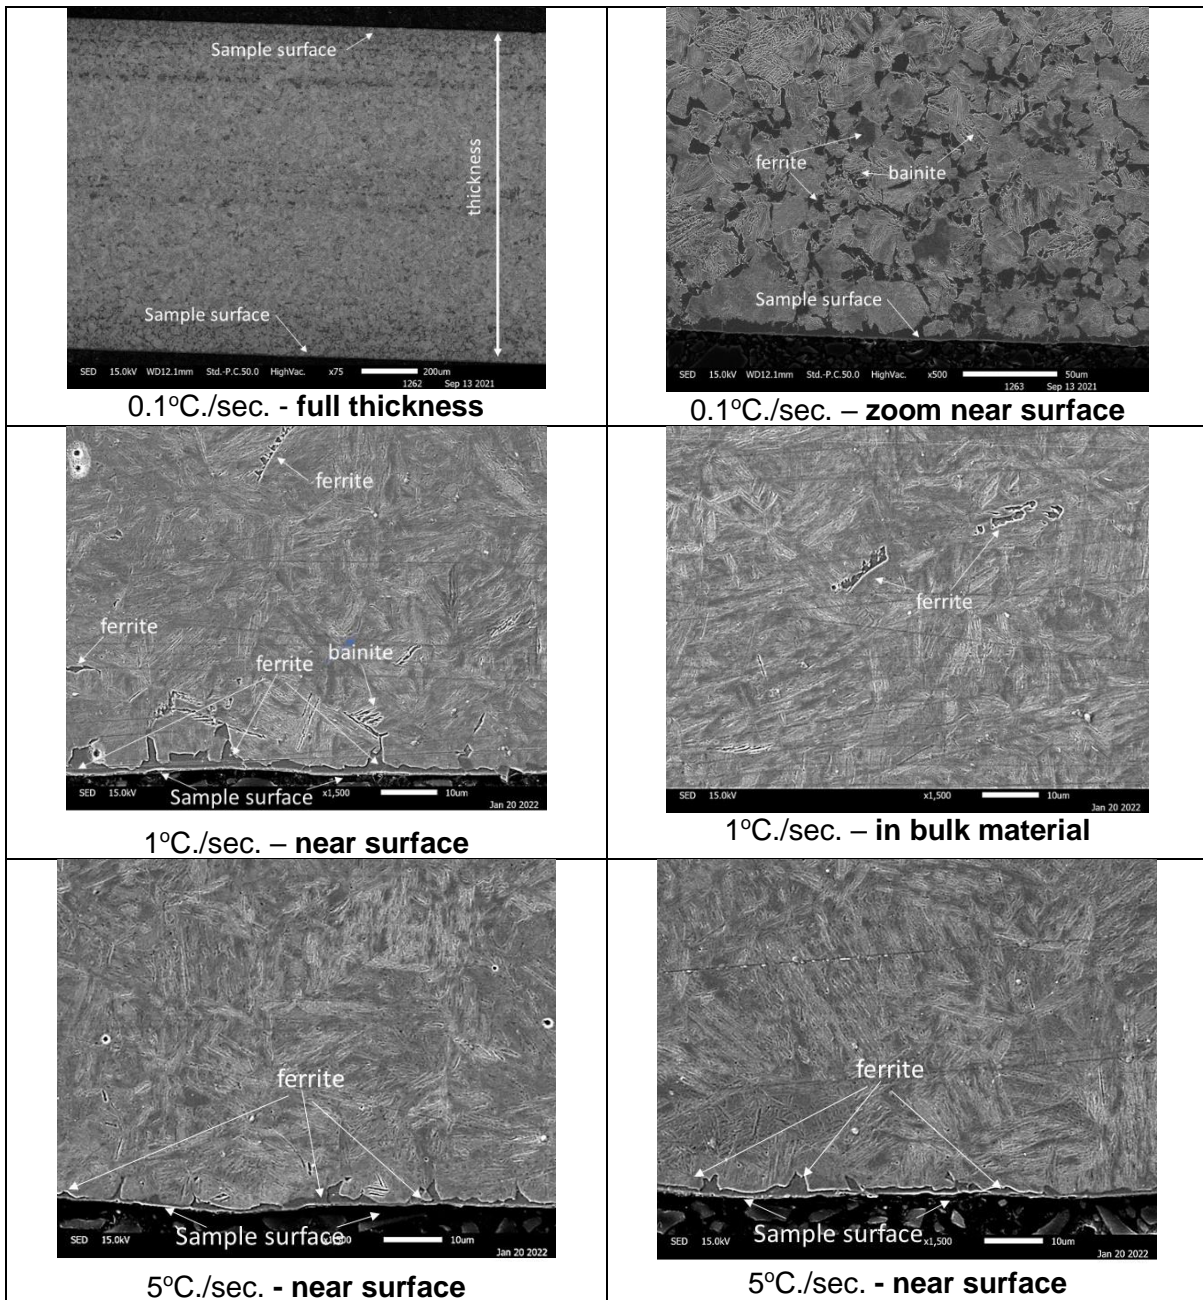 Sample surface
thickness
Sample surface
SED 15.0kV WD12.1mm Std.-P.C.50.0 HighVac. x75 200um
1262 Sep 13 2021
0.1°C./sec. - full thickness
ferrite
bainite
Sample surface
SED 15.0kV WD12.1mm Std.-P.C.50.0 HighVac. x500 50um
1263 Sep 13 2021
0.1°C./sec. – zoom near surface
ferrite
ferrite
bainite
ferrite
SED 15.0kV Sample surface x1,500 10um
Jan 20 2022
1°C./sec. – near surface
ferrite
SED 15.0kV x1,500 10um
Jan 20 2022
1°C./sec. – in bulk material
ferrite
Sample surface
SED 15.0kV 10um
Jan 20 2022
5°C./sec. - near surface
ferrite
Sample surface
SED 15.0kV x1,500 10um
Jan 20 2022
5°C./sec. - near surface